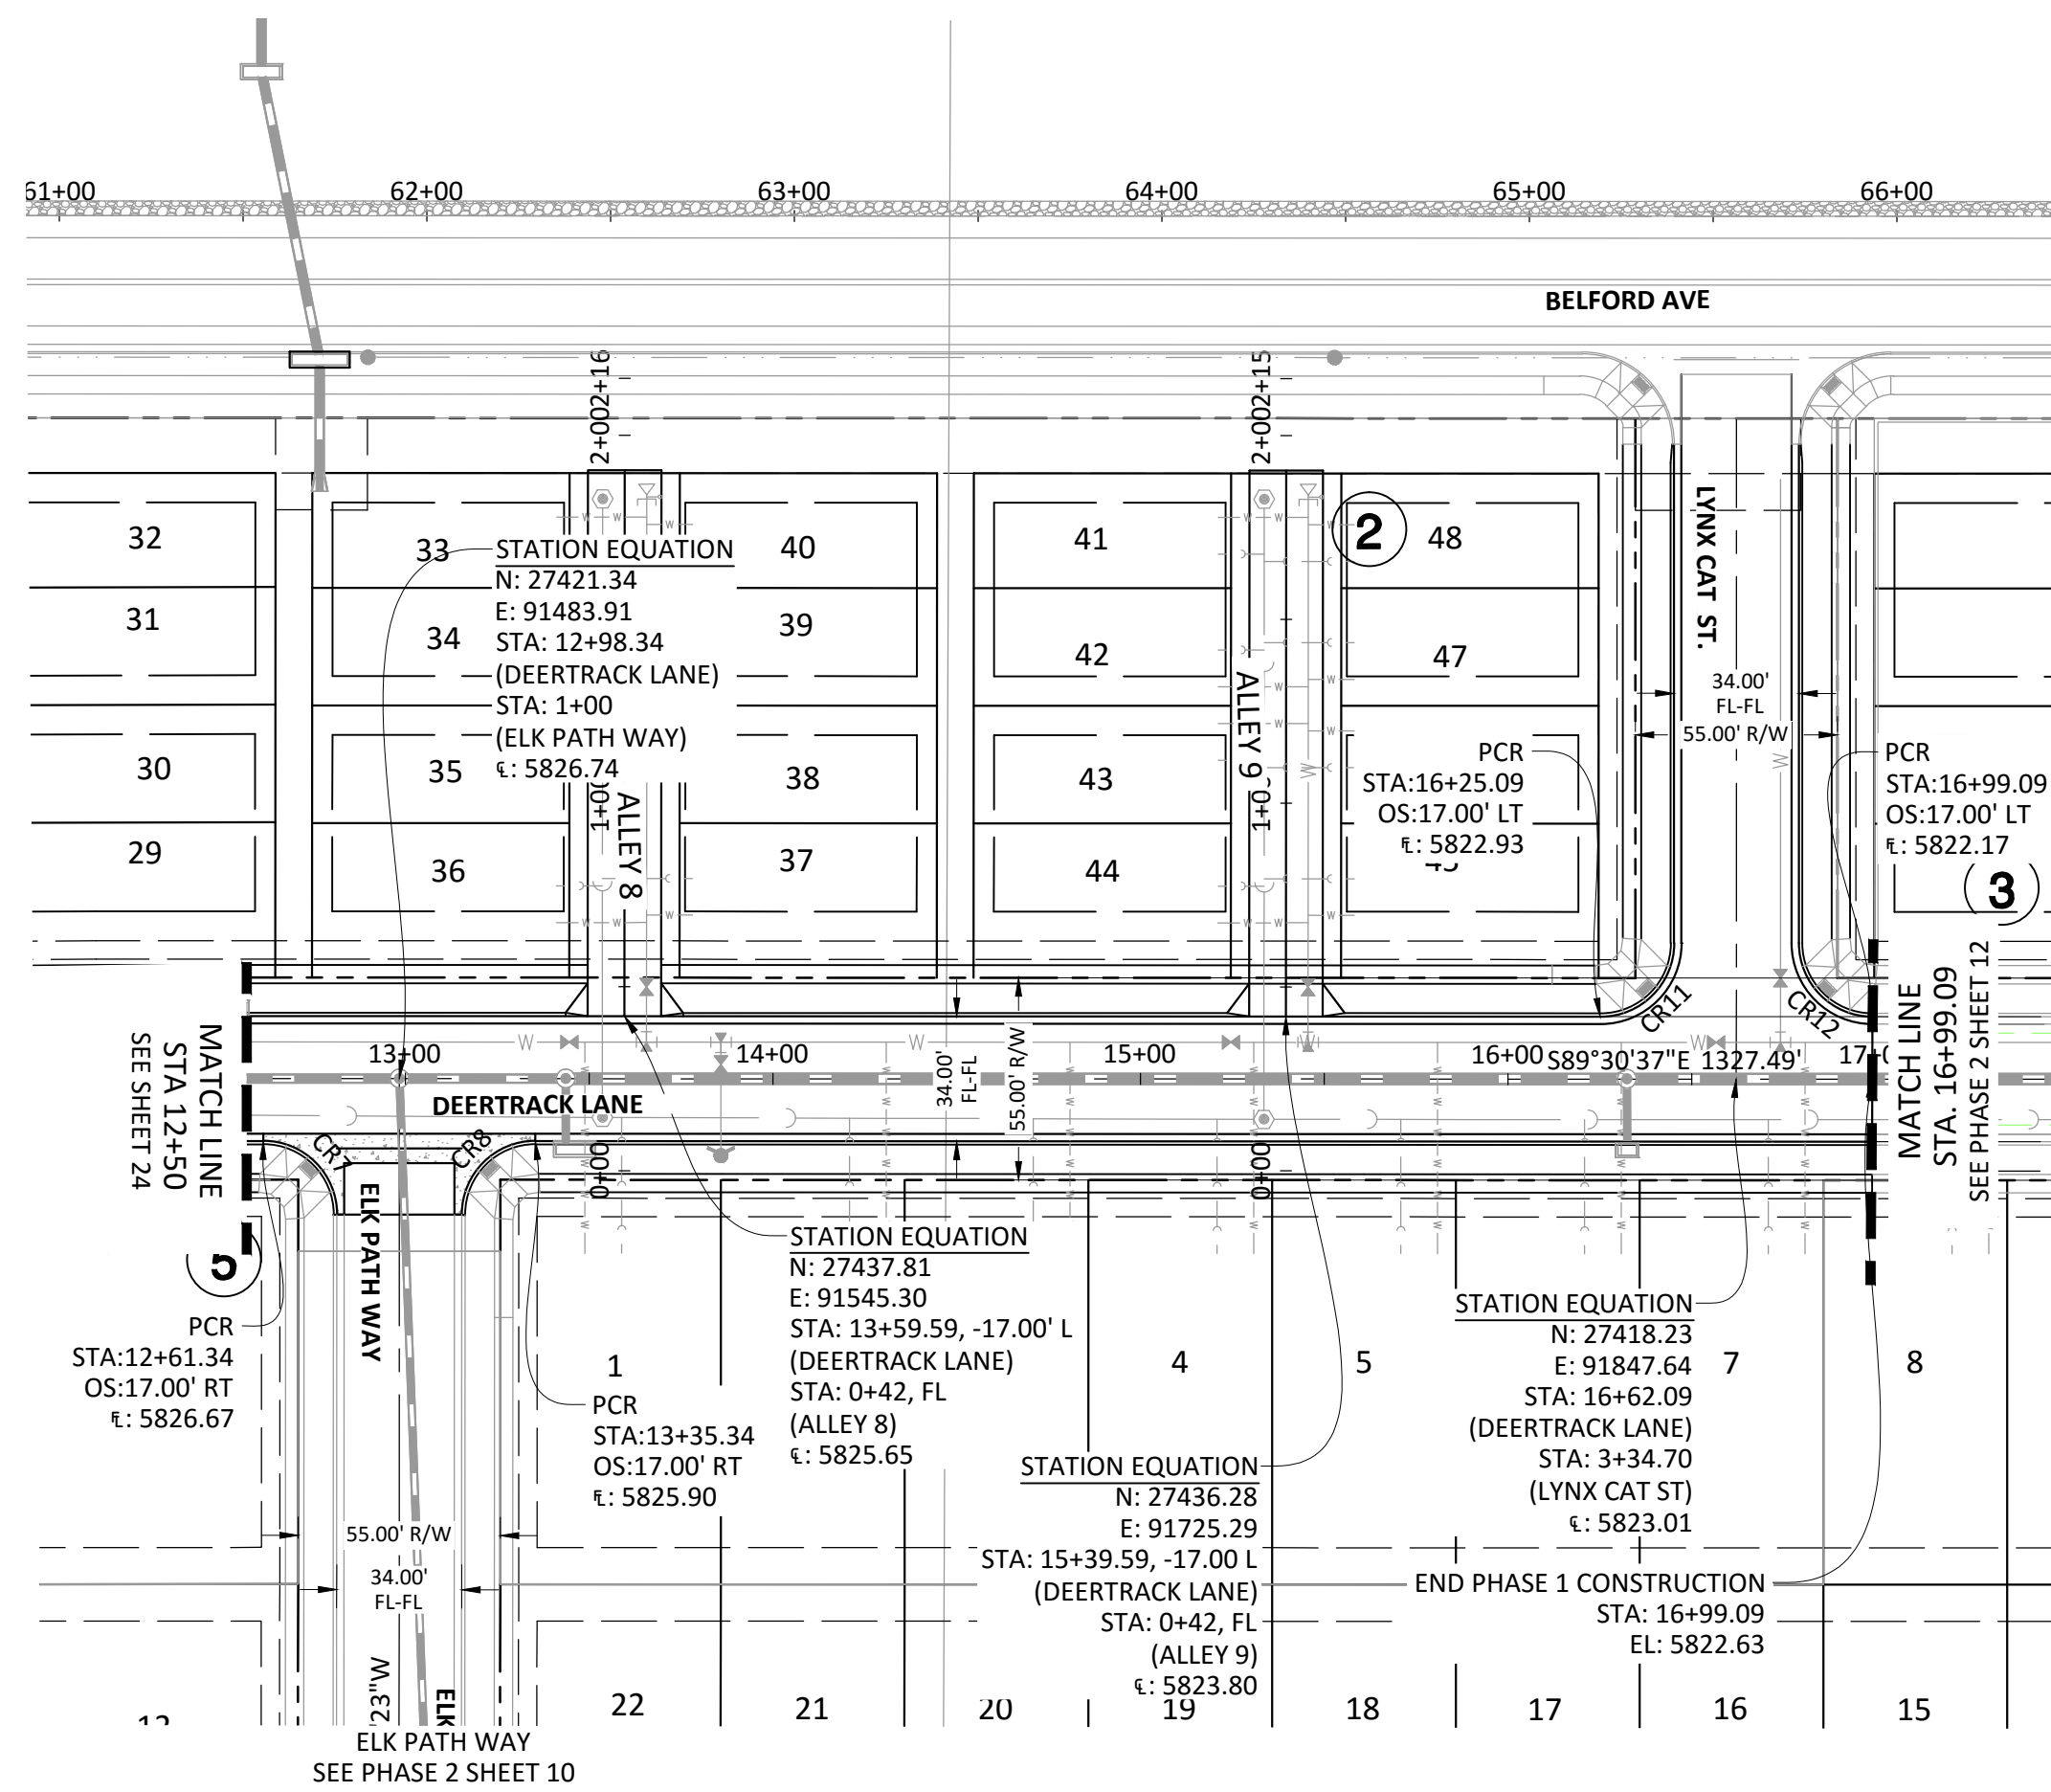 61+00
62+00
63+00
64+00
65+00
66+00
BELFORD AVE
2+002+16
2+002+15
32
33
40
41
2
48
LYNX CAT ST.
31
34
39
42
47
STATION EQUATION
N: 27421.34
E: 91483.91
STA: 12+98.34
(DEERTRACK LANE)
STA: 1+00
(ELK PATH WAY)
℄: 5826.74
34.00'
FL-FL
55.00' R/W
30
35
38
43
ALLEY 8
1+00
ALLEY 9
PCR
STA:16+25.09
OS:17.00' LT
FL: 5822.93
PCR
STA:16+99.09
OS:17.00' LT
FL: 5822.17
29
36
37
44
3
CR11
CR12
MATCH LINE
STA 12+50
SEE SHEET 24
MATCH LINE
STA. 16+99.09
SEE PHASE 2 SHEET 12
13+00
14+00
15+00
16+00
S89°30'37"E 1327.49'
34.00'
FL-FL
55.00' R/W
DEERTRACK LANE
CR7
CR8
0+00
0+00
ELK PATH WAY
5
PCR
STA:12+61.34
OS:17.00' RT
FL: 5826.67
1
PCR
STA:13+35.34
OS:17.00' RT
FL: 5825.90
STATION EQUATION
N: 27437.81
E: 91545.30
STA: 13+59.59, -17.00' L
(DEERTRACK LANE)
STA: 0+42, FL
(ALLEY 8)
℄: 5825.65
4
5
7
8
STATION EQUATION
N: 27436.28
E: 91725.29
STA: 15+39.59, -17.00 L
(DEERTRACK LANE)
STA: 0+42, FL
(ALLEY 9)
℄: 5823.80
STATION EQUATION
N: 27418.23
E: 91847.64
STA: 16+62.09
(DEERTRACK LANE)
STA: 3+34.70
(LYNX CAT ST)
℄: 5823.01
END PHASE 1 CONSTRUCTION
STA: 16+99.09
EL: 5822.63
55.00' R/W
34.00'
FL-FL
23"W
ELK
22
21
20
19
18
17
16
15
ELK PATH WAY
SEE PHASE 2 SHEET 10